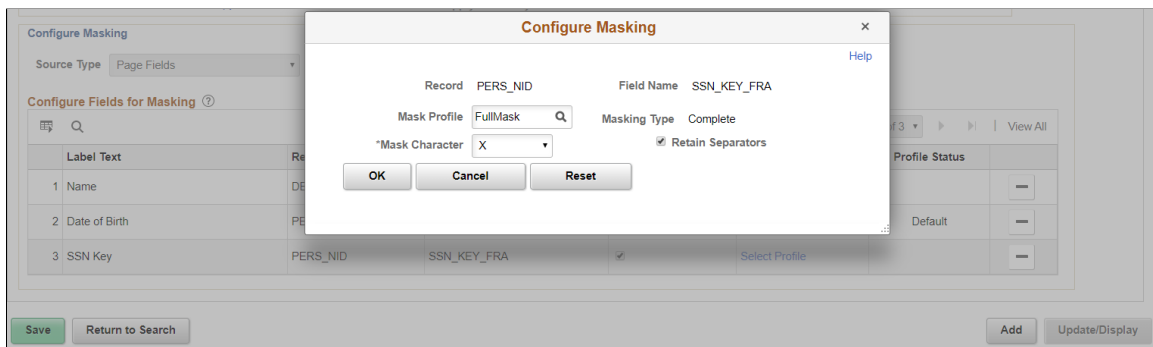 Configure Masking
Source Type Page Fields
Configure Fields for Masking
View All
Label Text
Profile Status
1 Name
2 Date of Birth Default
3 SSN Key PERS_NID SSN_KEY_FRA Select Profile
Save Return to Search Add Update/Display
Configure Masking ×
Help
Record PERS_NID Field Name SSN_KEY_FRA
Mask Profile FullMask Masking Type Complete
*Mask Character X Retain Separators
OK Cancel Reset